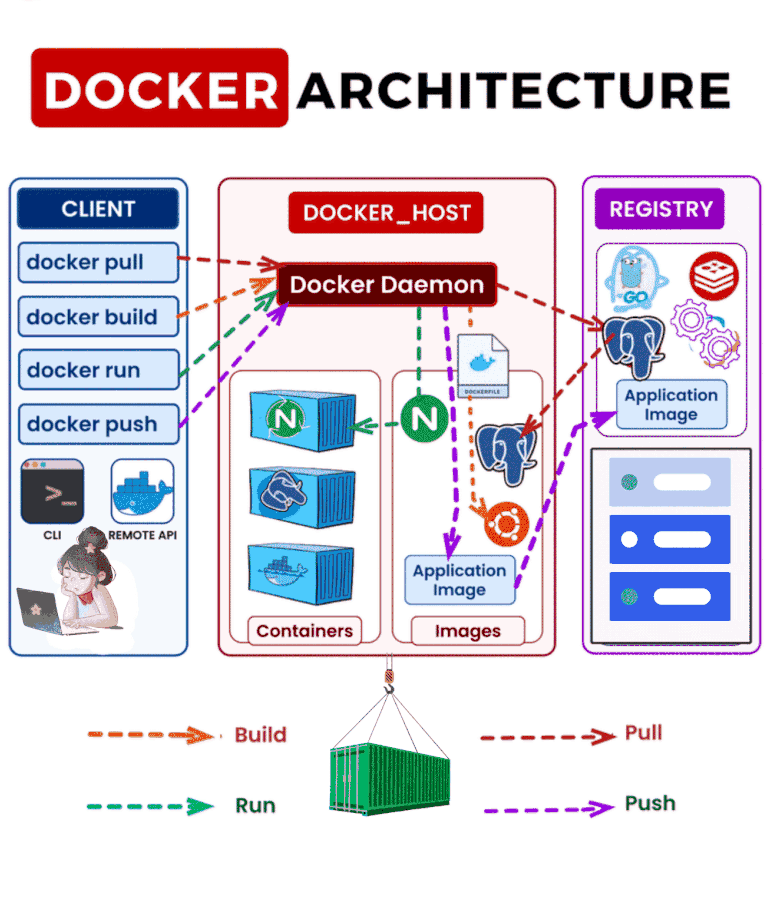 DOCKER ARCHITECTURE
CLIENT
docker pull
docker build
docker run
docker push
>_
CLI
REMOTE API
DOCKER_HOST
Docker Daemon
DOCKERFILE
N
N
Application
Image
Containers
Images
REGISTRY
GO
Application
Image
Build
Pull
Run
Push